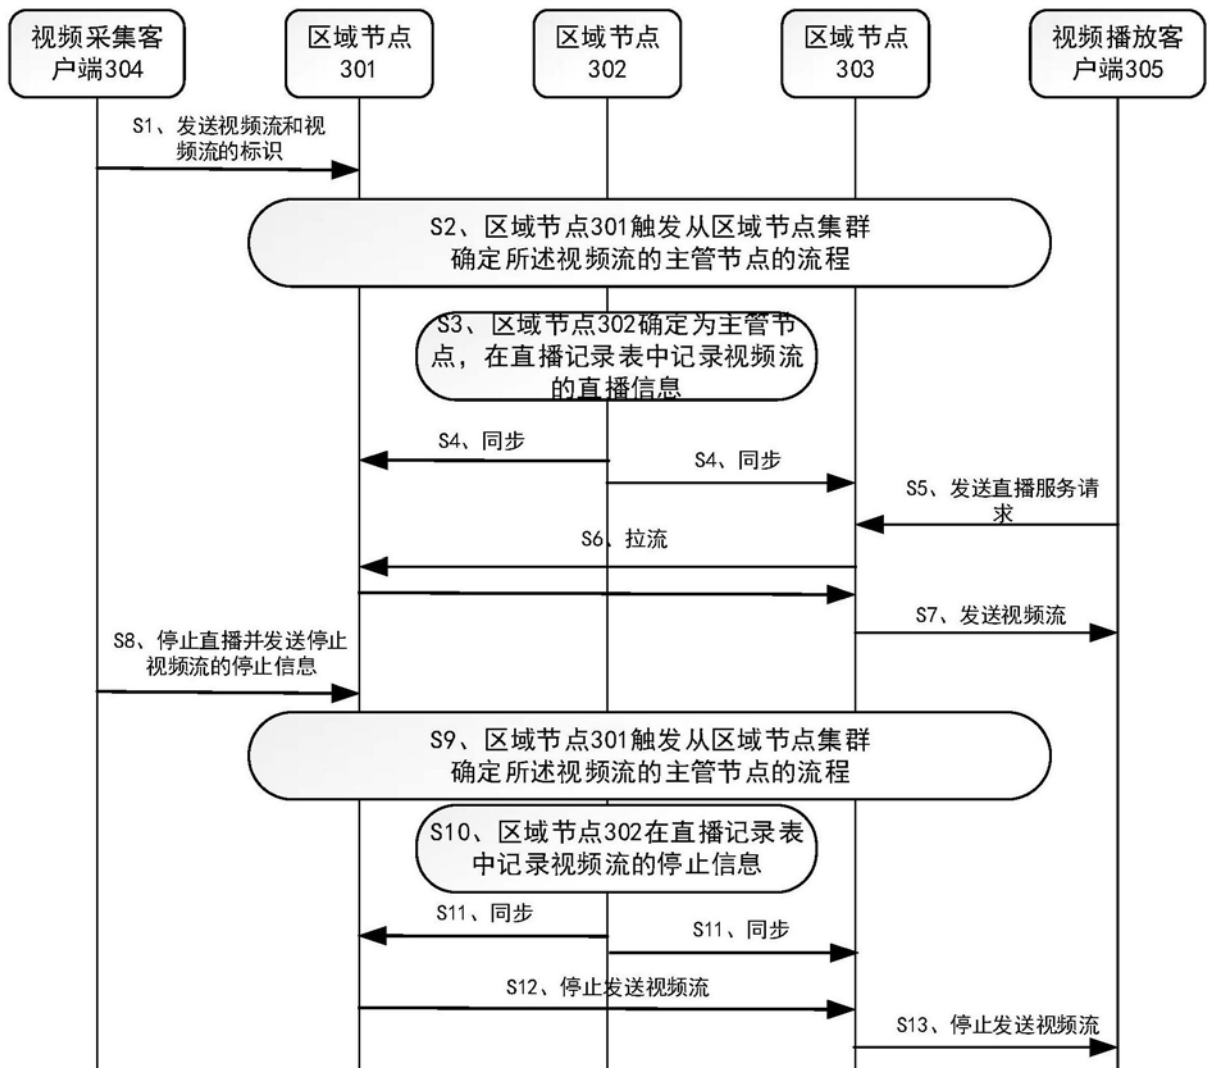 视频采集客
户端304
区域节点
301
区域节点
302
区域节点
303
视频播放客
户端305
S1、发送视频流和视
频流的标识
S2、区域节点301触发从区域节点集群
确定所述视频流的主管节点的流程
S3、区域节点302确定为主管节
点，在直播记录表中记录视频流
的直播信息
S4、同步
S4、同步
S5、发送直播服务请
求
S6、拉流
S7、发送视频流
S8、停止直播并发送停止
视频流的停止信息
S9、区域节点301触发从区域节点集群
确定所述视频流的主管节点的流程
S10、区域节点302在直播记录表
中记录视频流的停止信息
S11、同步
S11、同步
S12、停止发送视频流
S13、停止发送视频流